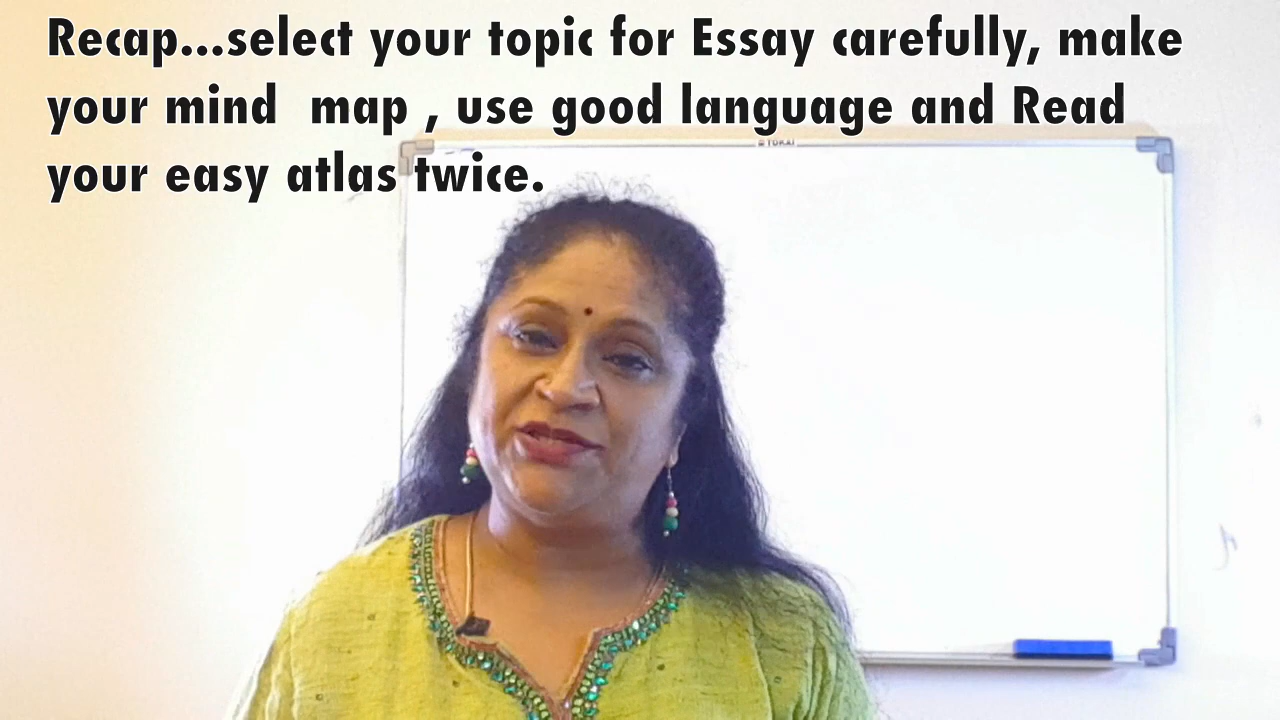 Recap...select your topic for Essay carefully, make
your mind map , use good language and Read
your easy atlas twice.